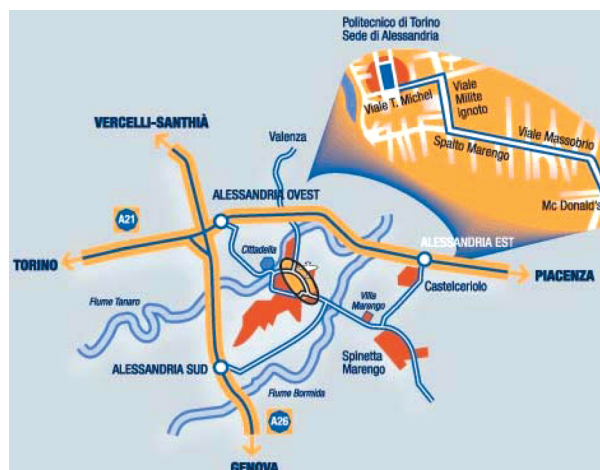 Politecnico di Torino
Sede di Alessandria
Viale T. Michel
Viale
Milite
Ignoto
Viale Massobrio
Spalto Marengo
Mc Donald's
VERCELLI-SANTHIÀ
Valenza
ALESSANDRIA OVEST
A21
Cittadella
ALESSANDRIA EST
TORINO
PIACENZA
Castelceriolo
Fiume Tanaro
Villa
Marengo
Spinetta
Marengo
ALESSANDRIA SUD
Fiume Bormida
A26
GENOVA